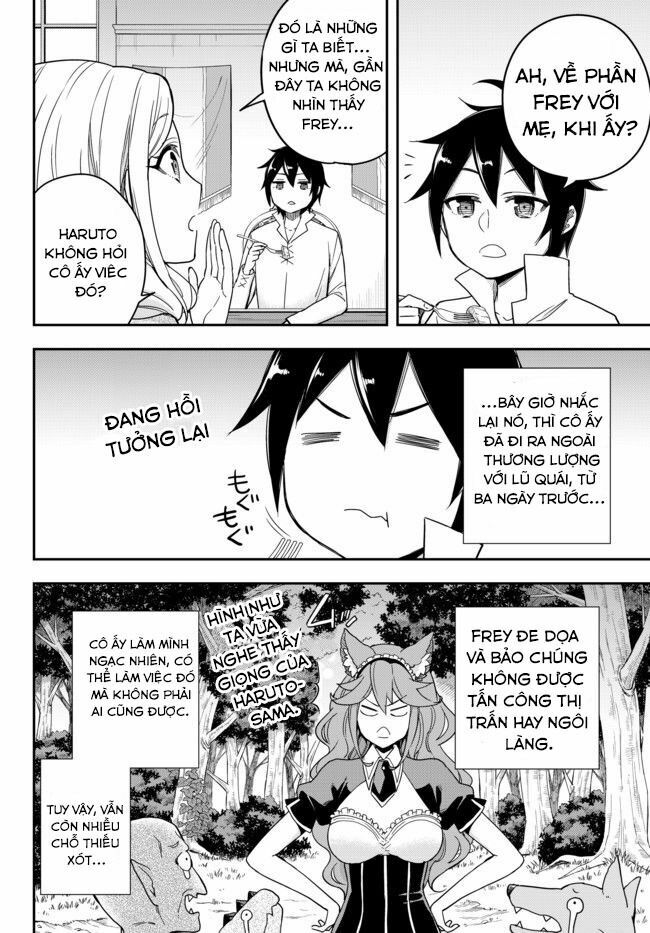 AH, VỀ PHẦN
FREY VỚI
MẸ, KHI ẤY?
ĐÓ LÀ NHỮNG
GÌ TA BIẾT...
NHƯNG MÀ, GẦN
ĐÂY TA KHÔNG
NHÌN THẤY
FREY...
HARUTO
KHÔNG HỎI
CÔ ẤY VIỆC
ĐÓ?
...BÂY GIỜ NHẮC
LẠI NÓ, THÌ CÔ ẤY
ĐÃ ĐI RA NGOÀI
THƯƠNG LƯỢNG
VỚI LŨ QUÁI, TỪ
BA NGÀY TRƯỚC...
ĐANG HỒI
TƯỞNG LẠI
もぐ
もぐ
FREY ĐE DỌA
VÀ BẢO CHÚNG
KHÔNG ĐƯỢC
TẤN CÔNG THỊ
TRẤN HAY NGÔI
LÀNG.
HÌNH NHƯ
TA VỪA
NGHE THẤY
GIỌNG CỦA
HARUTO-
SAMA.
CÔ ẤY LÀM MÌNH
NGẠC NHIÊN, CÓ
THỂ LÀM VIỆC ĐÓ
MÀ KHÔNG PHẢI
AI CŨNG ĐƯỢC.
TUY VẬY, VẪN
CÒN NHIỀU
CHỖ THIẾU
XÓT...